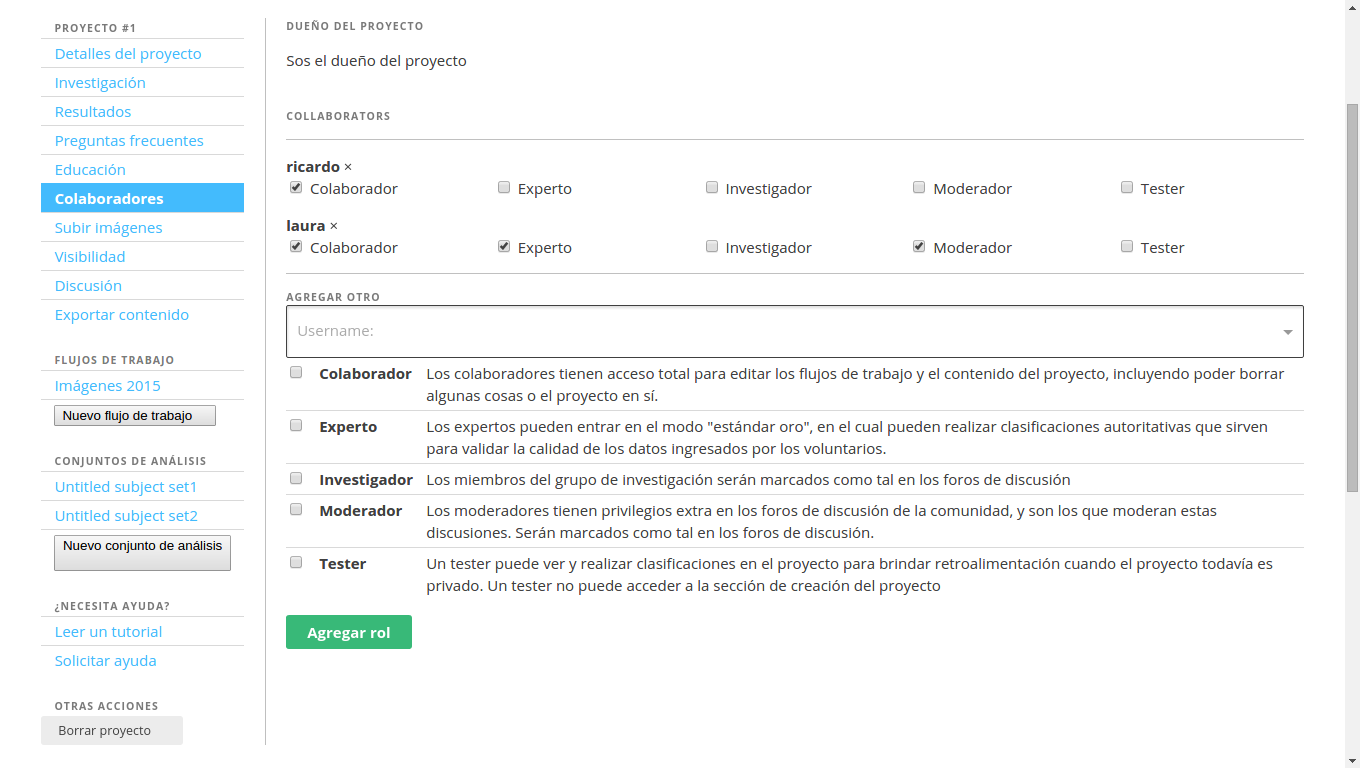 PROYECTO #1
Detalles del proyecto
Investigación
Resultados
Preguntas frecuentes
Educación
Colaboradores
Subir imágenes
Visibilidad
Discusión
Exportar contenido
FLUJOS DE TRABAJO
Imágenes 2015
Nuevo flujo de trabajo
CONJUNTOS DE ANÁLISIS
Untitled subject set1
Untitled subject set2
Nuevo conjunto de análisis
¿NECESITA AYUDA?
Leer un tutorial
Solicitar ayuda
OTRAS ACCIONES
Borrar proyecto
DUEÑO DEL PROYECTO
Sos el dueño del proyecto
COLLABORATORS
ricardo ×
Colaborador Experto Investigador Moderador Tester
laura ×
Colaborador Experto Investigador Moderador Tester
AGREGAR OTRO
Username:
Colaborador Los colaboradores tienen acceso total para editar los flujos de trabajo y el contenido del proyecto, incluyendo poder borrar
algunas cosas o el proyecto en sí.
Experto Los expertos pueden entrar en el modo "estándar oro", en el cual pueden realizar clasificaciones autoritativas que sirven
para validar la calidad de los datos ingresados por los voluntarios.
Investigador Los miembros del grupo de investigación serán marcados como tal en los foros de discusión
Moderador Los moderadores tienen privilegios extra en los foros de discusión de la comunidad, y son los que moderan estas
discusiones. Serán marcados como tal en los foros de discusión.
Tester Un tester puede ver y realizar clasificaciones en el proyecto para brindar retroalimentación cuando el proyecto todavía es
privado. Un tester no puede acceder a la sección de creación del proyecto
Agregar rol